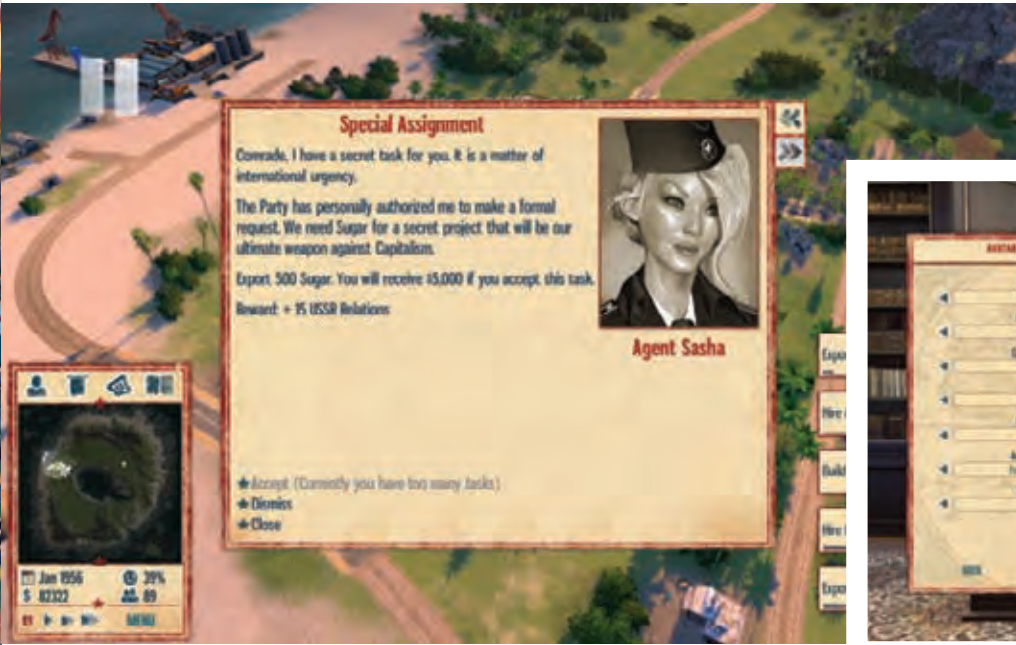 Special Assignment
Comrade, I have a secret task for you. It is a matter of
international urgency.
The Party has personally authorized me to make a formal
request. We need Sugar for a secret project that will be our
ultimate weapon against Capitalism.
Export 500 Sugar. You will receive $5,000 if you accept this task.
Reward: + 15 USSR Relations
Agent Sasha
Accept (Currently you have too many tasks)
Dismiss
Close
Jan 1956
39%
$ 82322
89
MENU
Hire
Build
Hire